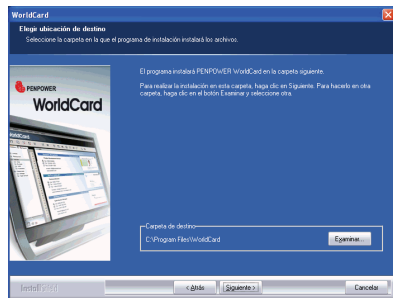 WorldCard
Elegir ubicación de destino
Seleccione la carpeta en la que el programa de instalación instalará los archivos.
PENPOWER
WorldCard
El programa instalará PENPOWER WorldCard en la carpeta siguiente.
Para realizar la instalación en esta carpeta, haga clic en Siguiente. Para hacerlo en otra
carpeta, haga clic en el botón Examinar y seleccione otra.
Carpeta de destino
C:\Program Files\WorldCard
Examinar...
InstallShield
< Atrás
Siguiente >
Cancelar